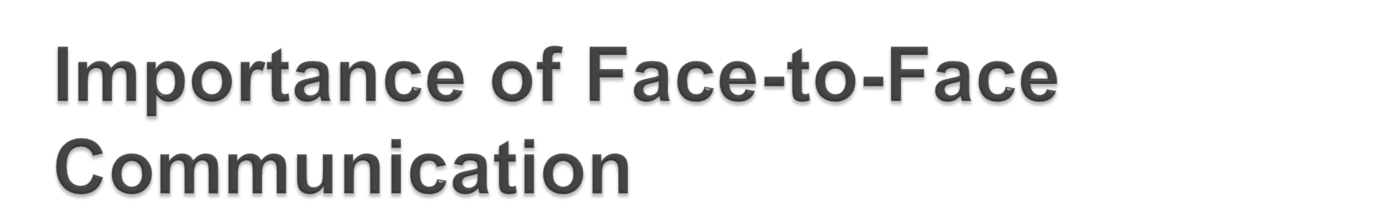 Importance of Face-to-Face
Communication